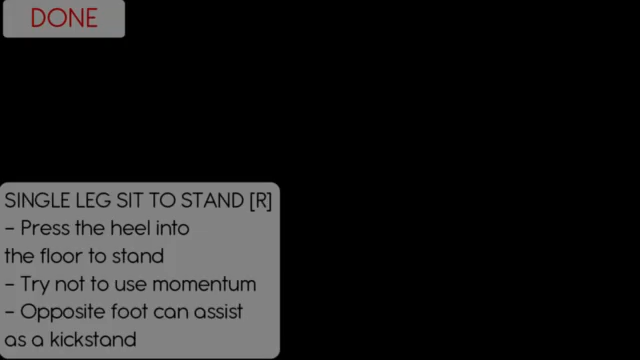 DONE
SINGLE LEG SIT TO STAND [R]
– Press the heel into
the floor to stand
– Try not to use momentum
– Opposite foot can assist
as a kickstand